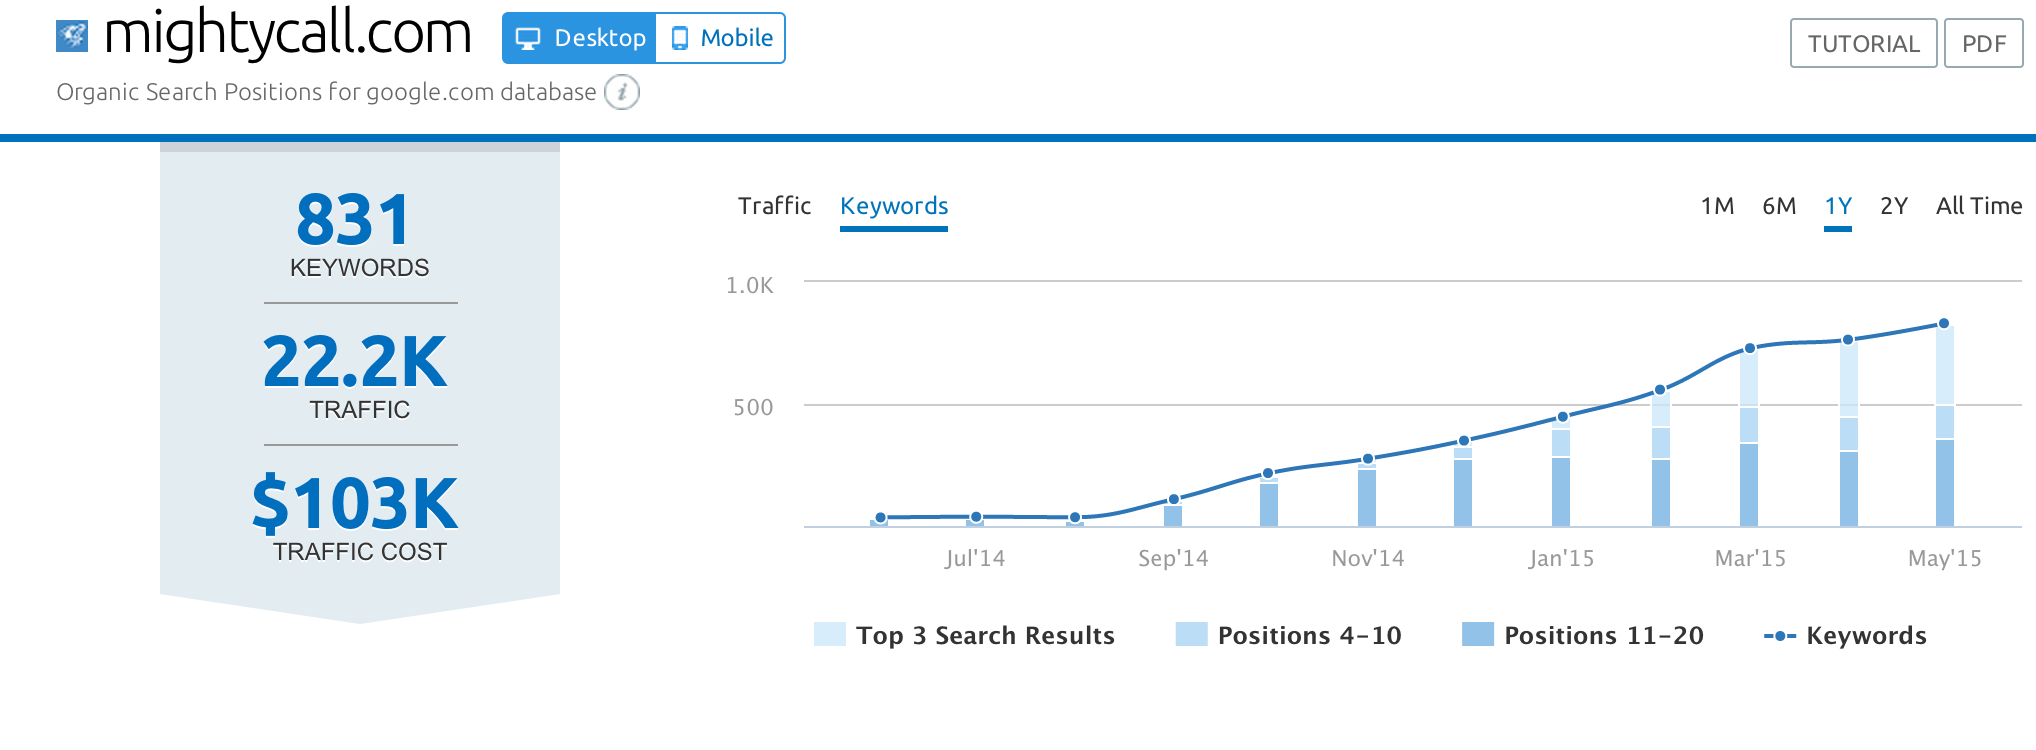 mightycall.com
Desktop
Mobile
TUTORIAL
PDF
Organic Search Positions for google.com database i
831
KEYWORDS
22.2K
TRAFFIC
$103K
TRAFFIC COST
Traffic Keywords
1M 6M 1Y 2Y All Time
1.0K
500
Jul'14 Sep'14 Nov'14 Jan'15 Mar'15 May'15
Top 3 Search Results Positions 4-10 Positions 11-20 Keywords